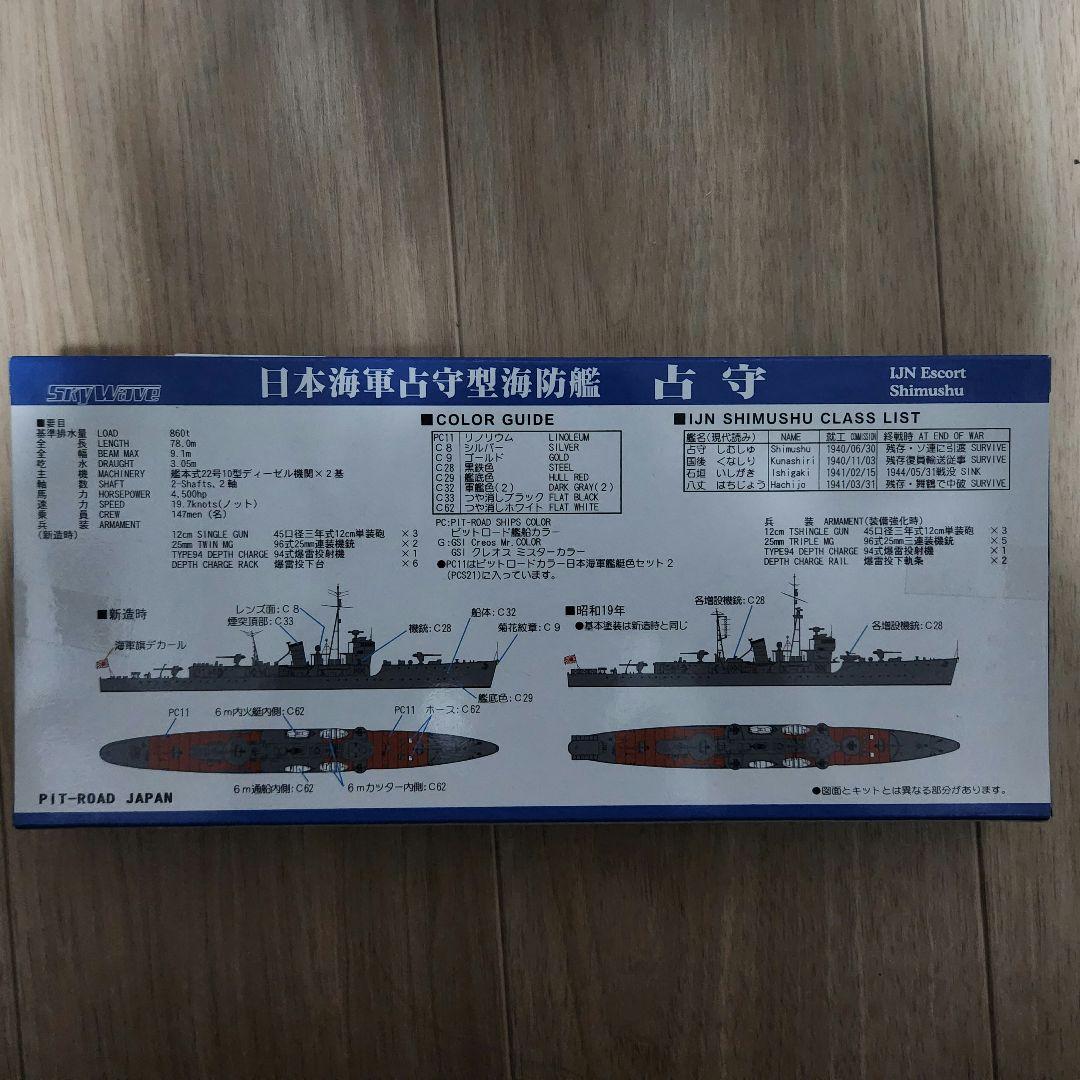 SKYWAVE 日本海軍占守型海防艦 占守 IJN Escort Shimushu
■要目
基準排水量 LOAD 860t
全長 LENGTH 78.0m
全幅 BEAM MAX 9.1m
吃水 DRAUGHT 3.05m
主機 MACHINERY 艦本式22号10型ディーゼル機関×2基
軸数 SHAFT 2-Shafts, 2軸
馬力 HORSEPOWER 4,500hp
速力 SPEED 19.7knots(ノット)
乗員 CREW 147men (名)
兵装 ARMAMENT
(新造時)
12cm SINGLE GUN 45口径三年式12cm単装砲 ×3
25mm TWIN MG 96式25mm連装機銃 ×2
TYPE94 DEPTH CHARGE 94式爆雷投射機 ×1
DEPTH CHARGE RACK 爆雷投下台 ×6
■COLOR GUIDE
PC11 リノリウム LINOLEUM
C 8 シルバー SILVER
C 9 ゴールド GOLD
C28 黒鉄色 STEEL
C29 艦底色 HULL RED
C32 軍艦色(2) DARK GRAY(2)
C33 つや消しブラック FLAT BLACK
C62 つや消しホワイト FLAT WHITE
PC:PIT-ROAD SHIPS COLOR
ピットロード艦船カラー
G:GSI Creos Mr.COLOR
GSI クレオス ミスターカラー
●PC11はピットロードカラー日本海軍艦艇色セット2
(PCS21)に入っています。
■IJN SHIMUSHU CLASS LIST
艦名(現代読み) NAME 就工 COMMISSION 終戦時 AT END OF WAR
占守 しむしゅ Shimushu 1940/06/30 残存・ソ連に引渡 SURVIVE
国後 くなしり Kunashiri 1940/11/03 残存復員輸送従事 SURVIVE
石垣 いしがき Ishigaki 1941/02/15 1944/05/31戦没 SINK
八丈 はちじょう Hachijo 1941/03/31 残存・舞鶴で中破 SURVIVE
兵装 ARMAMENT(装備強化時)
12cm TSHINGLE GUN 45口径三年式12cm単装砲 ×3
25mm TRIPLE MG 96式25mm三連装機銃 ×5
TYPE94 DEPTH CHARGE 94式爆雷投射機 ×1
DEPTH CHARGE RAIL 爆雷投下軌条 ×2
■新造時
レンズ面:C8
煙突頂部:C33
機銃:C28
船体:C32
菊花紋章:C9
海軍旗デカール
艦底色:C29
PC11
6m内火艇内側:C62
PC11
ホース:C62
6m通船内側:C62
6mカッター内側:C62
■昭和19年
●基本塗装は新造時と同じ
各増設機銃:C28
各増設機銃:C28
●図面とキットとは異なる部分があります。
PIT-ROAD JAPAN